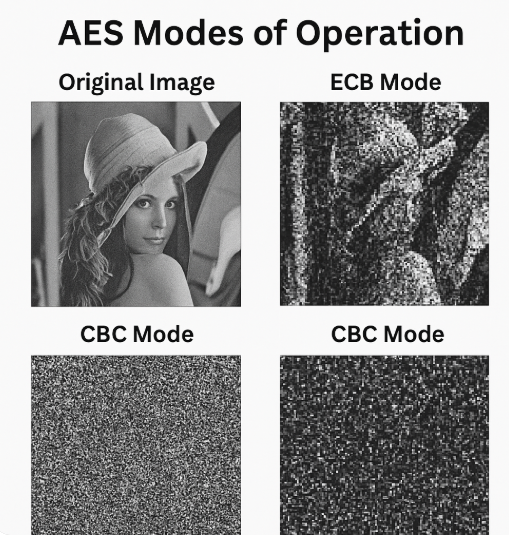 AES Modes of Operation
Original Image
ECB Mode
CBC Mode
CBC Mode